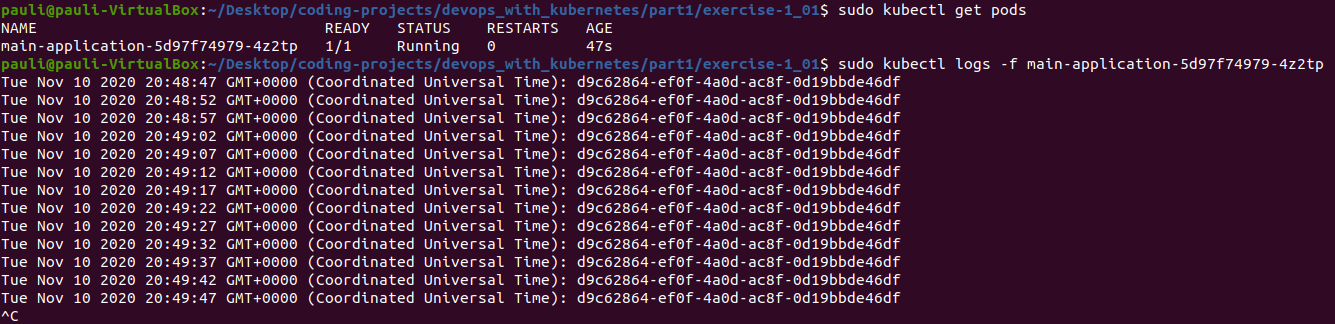 pauli@pauli-VirtualBox:~/Desktop/coding-projects/devops_with_kubernetes/part1/exercise-1_01$ sudo kubectl get pods
NAME                               READY   STATUS    RESTARTS   AGE
main-application-5d97f74979-4z2tp   1/1     Running   0          47s
pauli@pauli-VirtualBox:~/Desktop/coding-projects/devops_with_kubernetes/part1/exercise-1_01$ sudo kubectl logs -f main-application-5d97f74979-4z2tp
Tue Nov 10 2020 20:48:47 GMT+0000 (Coordinated Universal Time): d9c62864-ef0f-4a0d-ac8f-0d19bbde46df
Tue Nov 10 2020 20:48:52 GMT+0000 (Coordinated Universal Time): d9c62864-ef0f-4a0d-ac8f-0d19bbde46df
Tue Nov 10 2020 20:48:57 GMT+0000 (Coordinated Universal Time): d9c62864-ef0f-4a0d-ac8f-0d19bbde46df
Tue Nov 10 2020 20:49:02 GMT+0000 (Coordinated Universal Time): d9c62864-ef0f-4a0d-ac8f-0d19bbde46df
Tue Nov 10 2020 20:49:07 GMT+0000 (Coordinated Universal Time): d9c62864-ef0f-4a0d-ac8f-0d19bbde46df
Tue Nov 10 2020 20:49:12 GMT+0000 (Coordinated Universal Time): d9c62864-ef0f-4a0d-ac8f-0d19bbde46df
Tue Nov 10 2020 20:49:17 GMT+0000 (Coordinated Universal Time): d9c62864-ef0f-4a0d-ac8f-0d19bbde46df
Tue Nov 10 2020 20:49:22 GMT+0000 (Coordinated Universal Time): d9c62864-ef0f-4a0d-ac8f-0d19bbde46df
Tue Nov 10 2020 20:49:27 GMT+0000 (Coordinated Universal Time): d9c62864-ef0f-4a0d-ac8f-0d19bbde46df
Tue Nov 10 2020 20:49:32 GMT+0000 (Coordinated Universal Time): d9c62864-ef0f-4a0d-ac8f-0d19bbde46df
Tue Nov 10 2020 20:49:37 GMT+0000 (Coordinated Universal Time): d9c62864-ef0f-4a0d-ac8f-0d19bbde46df
Tue Nov 10 2020 20:49:42 GMT+0000 (Coordinated Universal Time): d9c62864-ef0f-4a0d-ac8f-0d19bbde46df
Tue Nov 10 2020 20:49:47 GMT+0000 (Coordinated Universal Time): d9c62864-ef0f-4a0d-ac8f-0d19bbde46df
^C